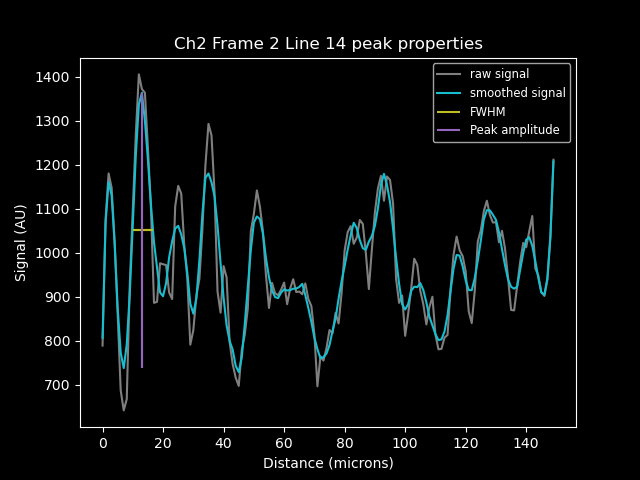 Ch2 Frame 2 Line 14 peak properties
raw signal
smoothed signal
FWHM
Peak amplitude
Signal (AU)
1400
1300
1200
1100
1000
900
800
700
0 20 40 60 80 100 120 140
Distance (microns)